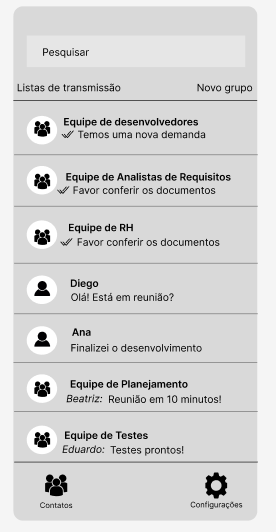 Pesquisar
Listas de transmissão Novo grupo
Equipe de desenvolvedores
Temos uma nova demanda
Equipe de Analistas de Requisitos
Favor conferir os documentos
Equipe de RH
Favor conferir os documentos
Diego
Olá! Está em reunião?
Ana
Finalizei o desenvolvimento
Equipe de Planejamento
Beatriz: Reunião em 10 minutos!
Equipe de Testes
Eduardo: Testes prontos!
Contatos Configurações